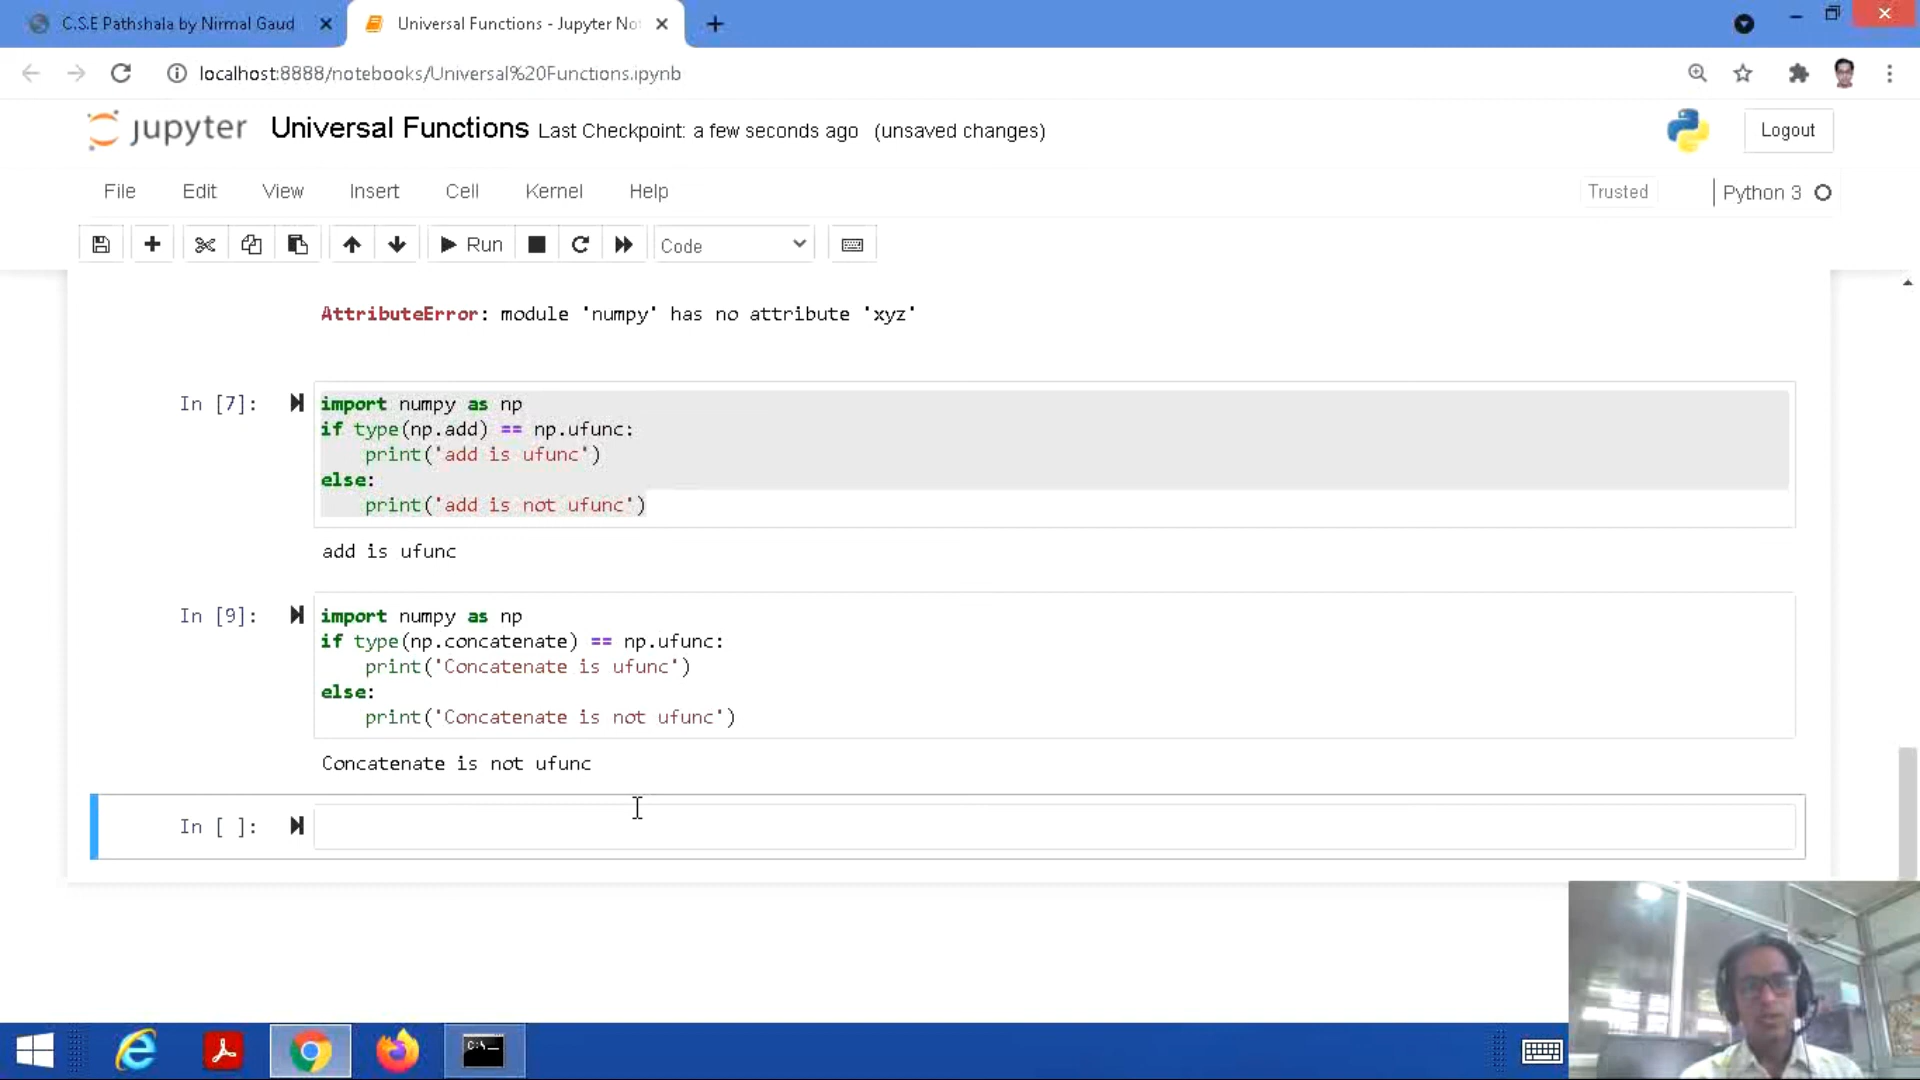 C.S.E Pathshala by Nirmal Gaud
Universal Functions - Jupyter No
localhost:8888/notebooks/Universal%20Functions.ipynb
jupyter Universal Functions Last Checkpoint: a few seconds ago (unsaved changes)
Logout
File Edit View Insert Cell Kernel Help
Trusted
Python 3
Run
Code
AttributeError: module 'numpy' has no attribute 'xyz'
In [7]:
import numpy as np
if type(np.add) == np.ufunc:
    print('add is ufunc')
else:
    print('add is not ufunc')
add is ufunc
In [9]:
import numpy as np
if type(np.concatenate) == np.ufunc:
    print('Concatenate is ufunc')
else:
    print('Concatenate is not ufunc')
Concatenate is not ufunc
In [ ]:
C:\_